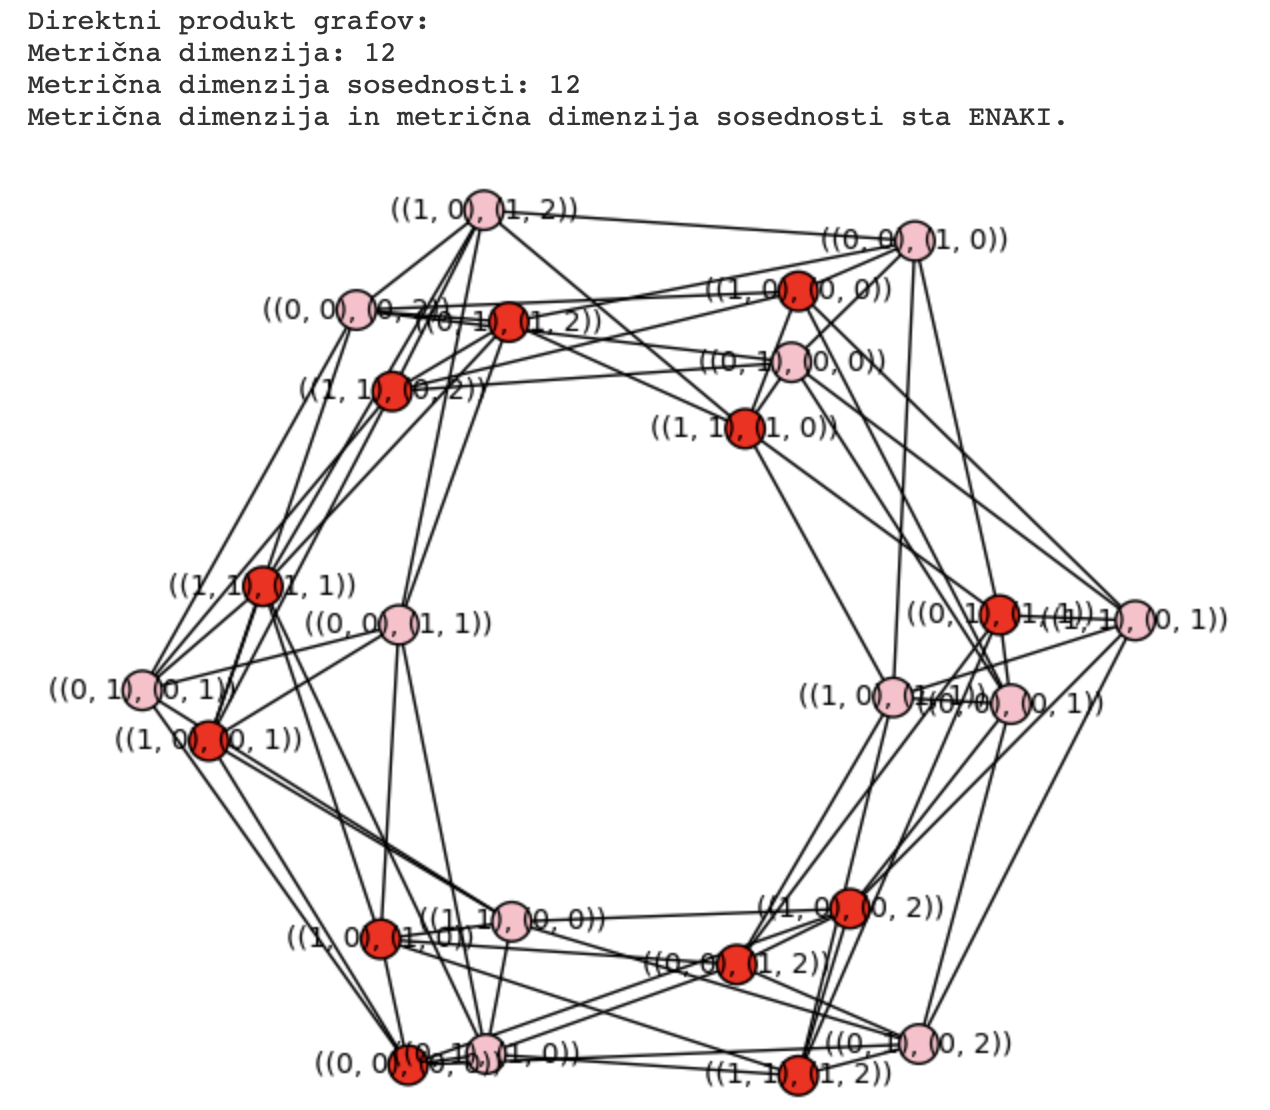 Direktni produkt grafov:
Metrična dimenzija: 12
Metrična dimenzija sosednosti: 12
Metrična dimenzija in metrična dimenzija sosednosti sta ENAKI.
((1, 0), (1, 2))
((0, 0), (1, 0))
((1, 0), (0, 0))
((0, 0), (0, 2))
((0, 1), (1, 2))
((0, 1), (0, 0))
((1, 1), (0, 2))
((1, 1), (1, 0))
((1, 1), (1, 1))
((0, 1), (1, 1))
((1, 1), (0, 1))
((0, 0), (1, 1))
((0, 1), (0, 1))
((1, 0), (1, 1))
((0, 0), (0, 1))
((1, 0), (0, 1))
((1, 0), (0, 2))
((1, 1), (0, 0))
((1, 0), (1, 0))
((0, 0), (1, 2))
((0, 1), (0, 2))
((0, 1), (1, 0))
((0, 0), (0, 0))
((1, 1), (1, 2))